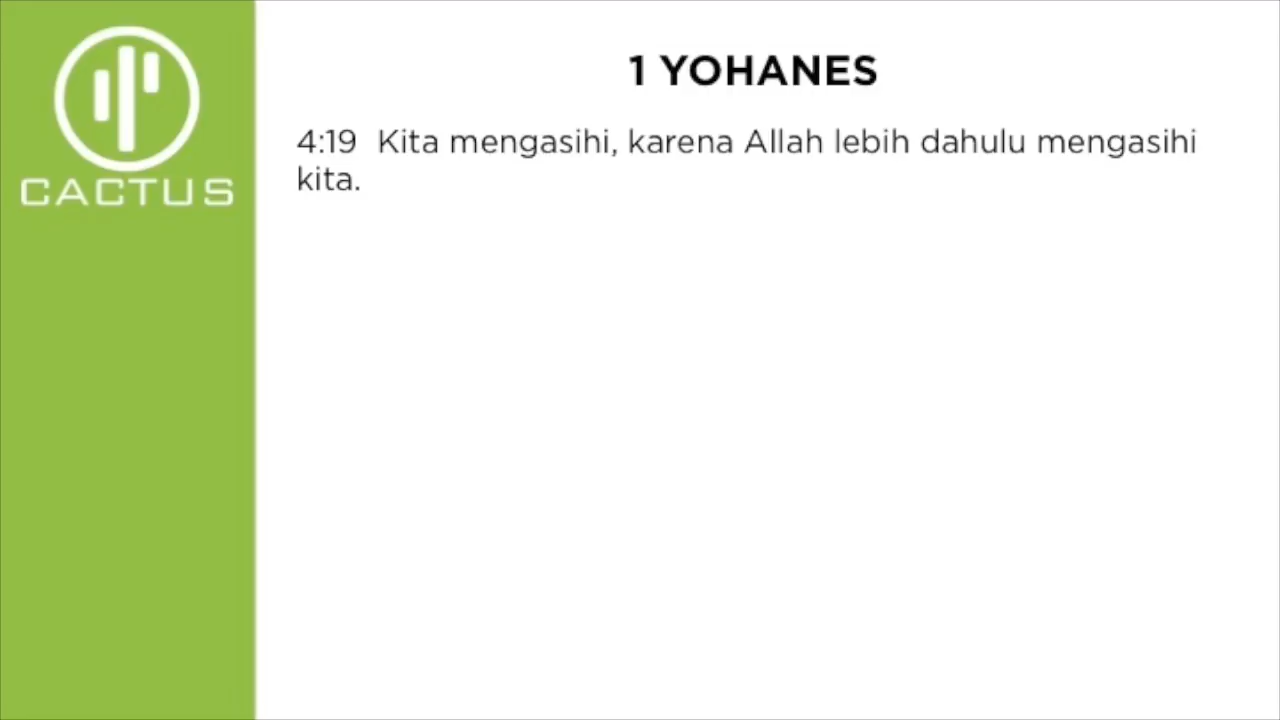 CACTUS
1 YOHANES
4:19 Kita mengasihi, karena Allah lebih dahulu mengasihi
kita.